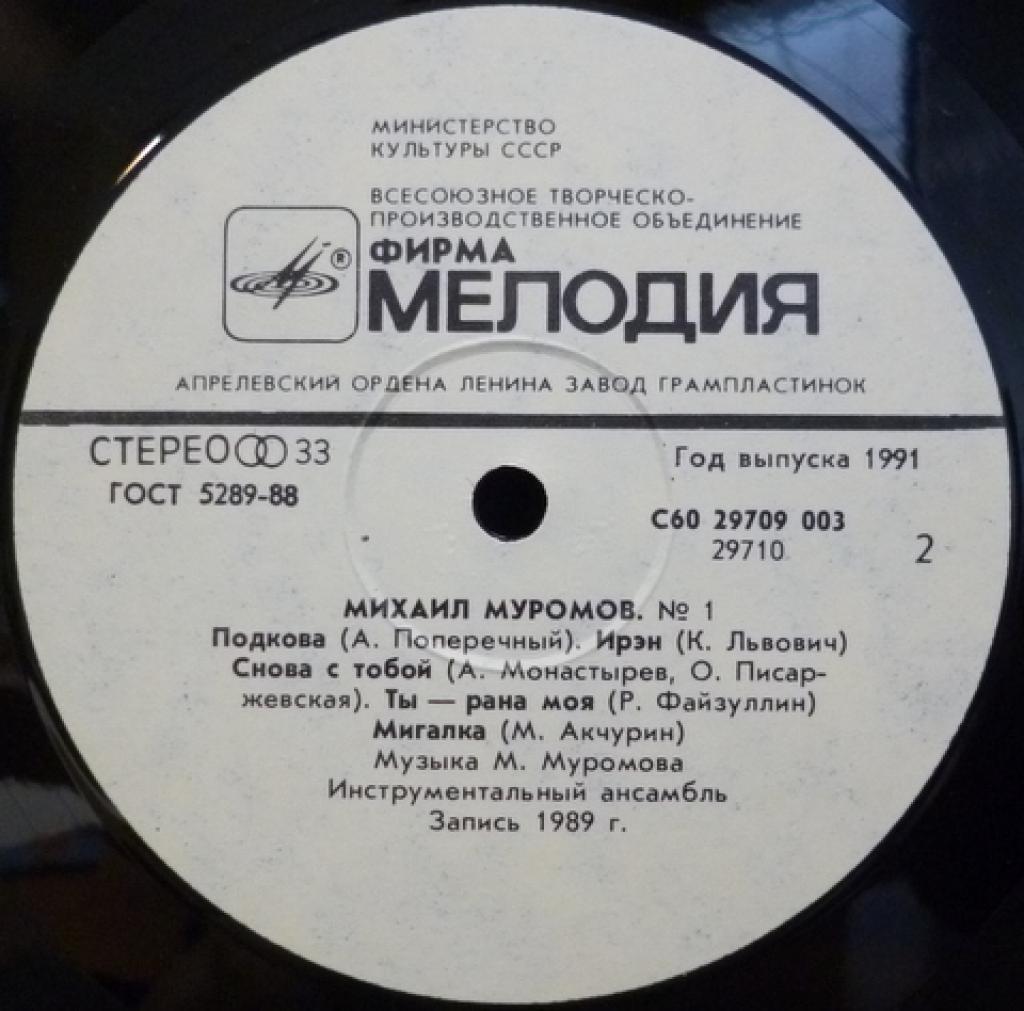 МИНИСТЕРСТВО
КУЛЬТУРЫ СССР
ВСЕСОЮЗНОЕ ТВОРЧЕСКО-
ПРОИЗВОДСТВЕННОЕ ОБЪЕДИНЕНИЕ
®
ФИРМА
МЕЛОДИЯ
АПРЕЛЕВСКИЙ ОРДЕНА ЛЕНИНА ЗАВОД ГРАМПЛАСТИНОК
СТЕРЕО 33
ГОСТ 5289-88
Год выпуска 1991
С60 29709 003
29710
2
МИХАИЛ МУРОМОВ. № 1
Подкова (А. Поперечный). Ирэн (К. Львович)
Снова с тобой (А. Монастырев, О. Писар-
жевская). Ты — рана моя (Р. Файзуллин)
Мигалка (М. Акчурин)
Музыка М. Муромова
Инструментальный ансамбль
Запись 1989 г.